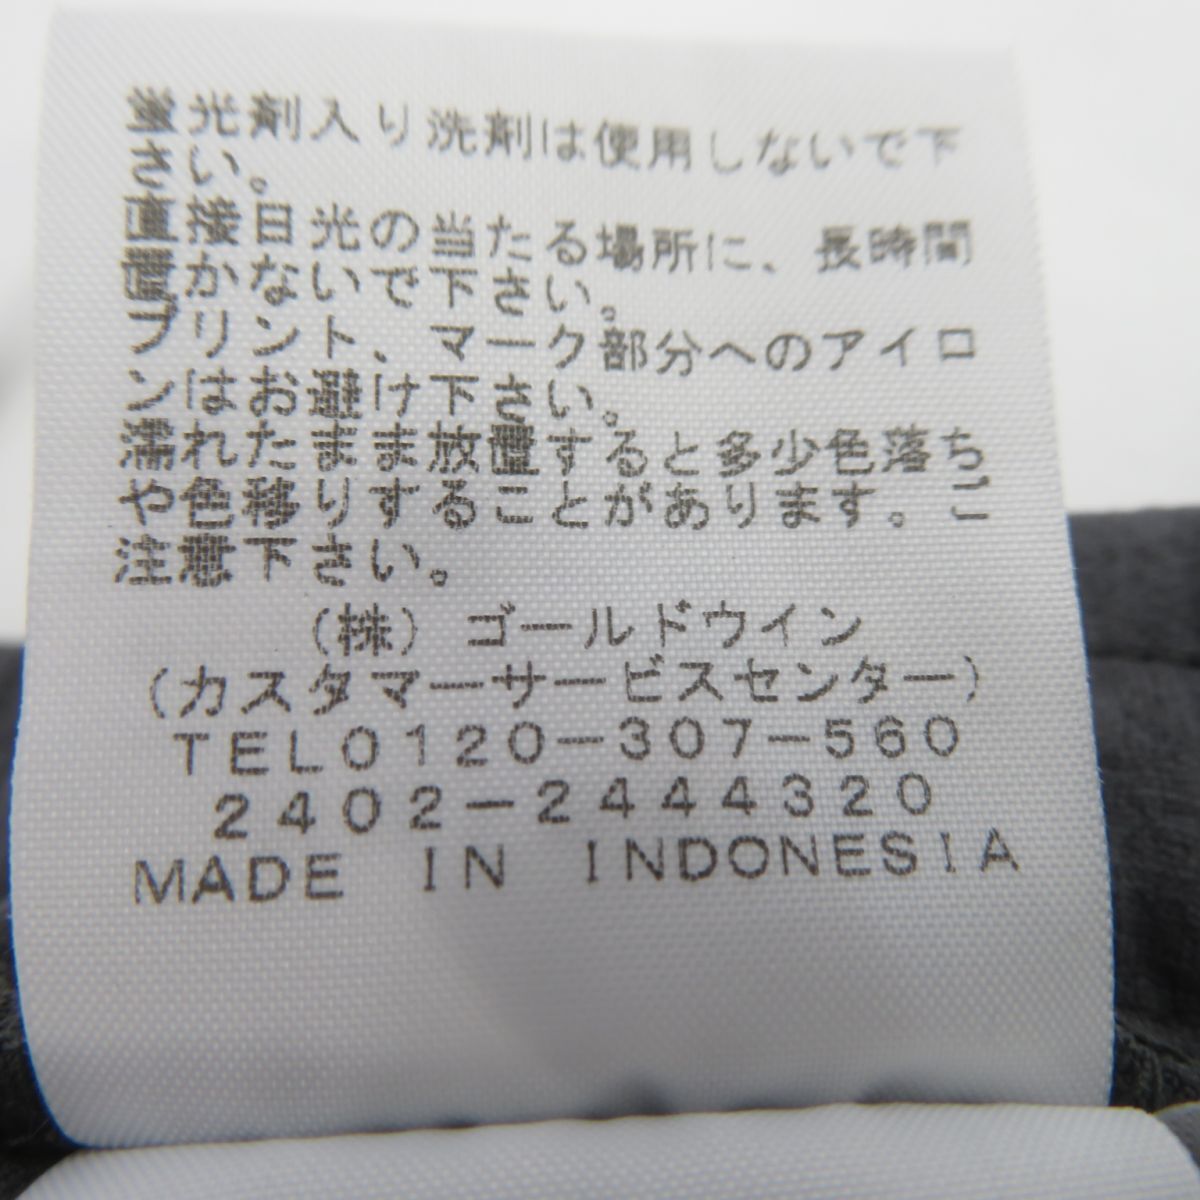 蛍光剤入り洗剤は使用しないで下
さい。
直接日光の当たる場所に、長時間
置かないで下さい。
プリント、マーク部分へのアイロ
ンはお避け下さい。
濡れたまま放置すると多少色落ち
や色移りすることがあります。ご
注意下さい。
(株) ゴールドウイン
(カスタマーサービスセンター)
TEL0120-307-560
2402-2444320
MADE IN INDONESIA